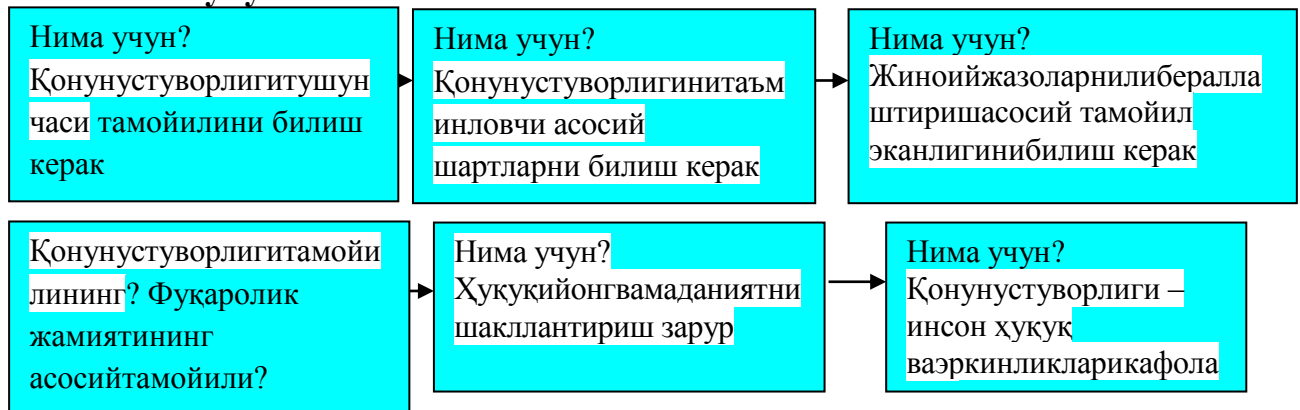 Нима учун?
Қонунустуворлигитушун
часи тамойилини билиш
керак
Нима учун?
Қонунустуворлигинитаъм
инловчи асосий
шартларни билиш керак
Нима учун?
Жиноийжазоларнилибералла
штиришасосий тамойил
эканлигинибилиш керак
Қонунустуворлигитамойи
лининг? Фуқаролик
жамиятининг
асосийтамойили?
Нима учун?
Ҳуқуқийонгвамаданиятни
шакллантириш зарур
Нима учун?
Қонунустуворлиги –
инсон ҳуқуқ
ваэркинликларикафола